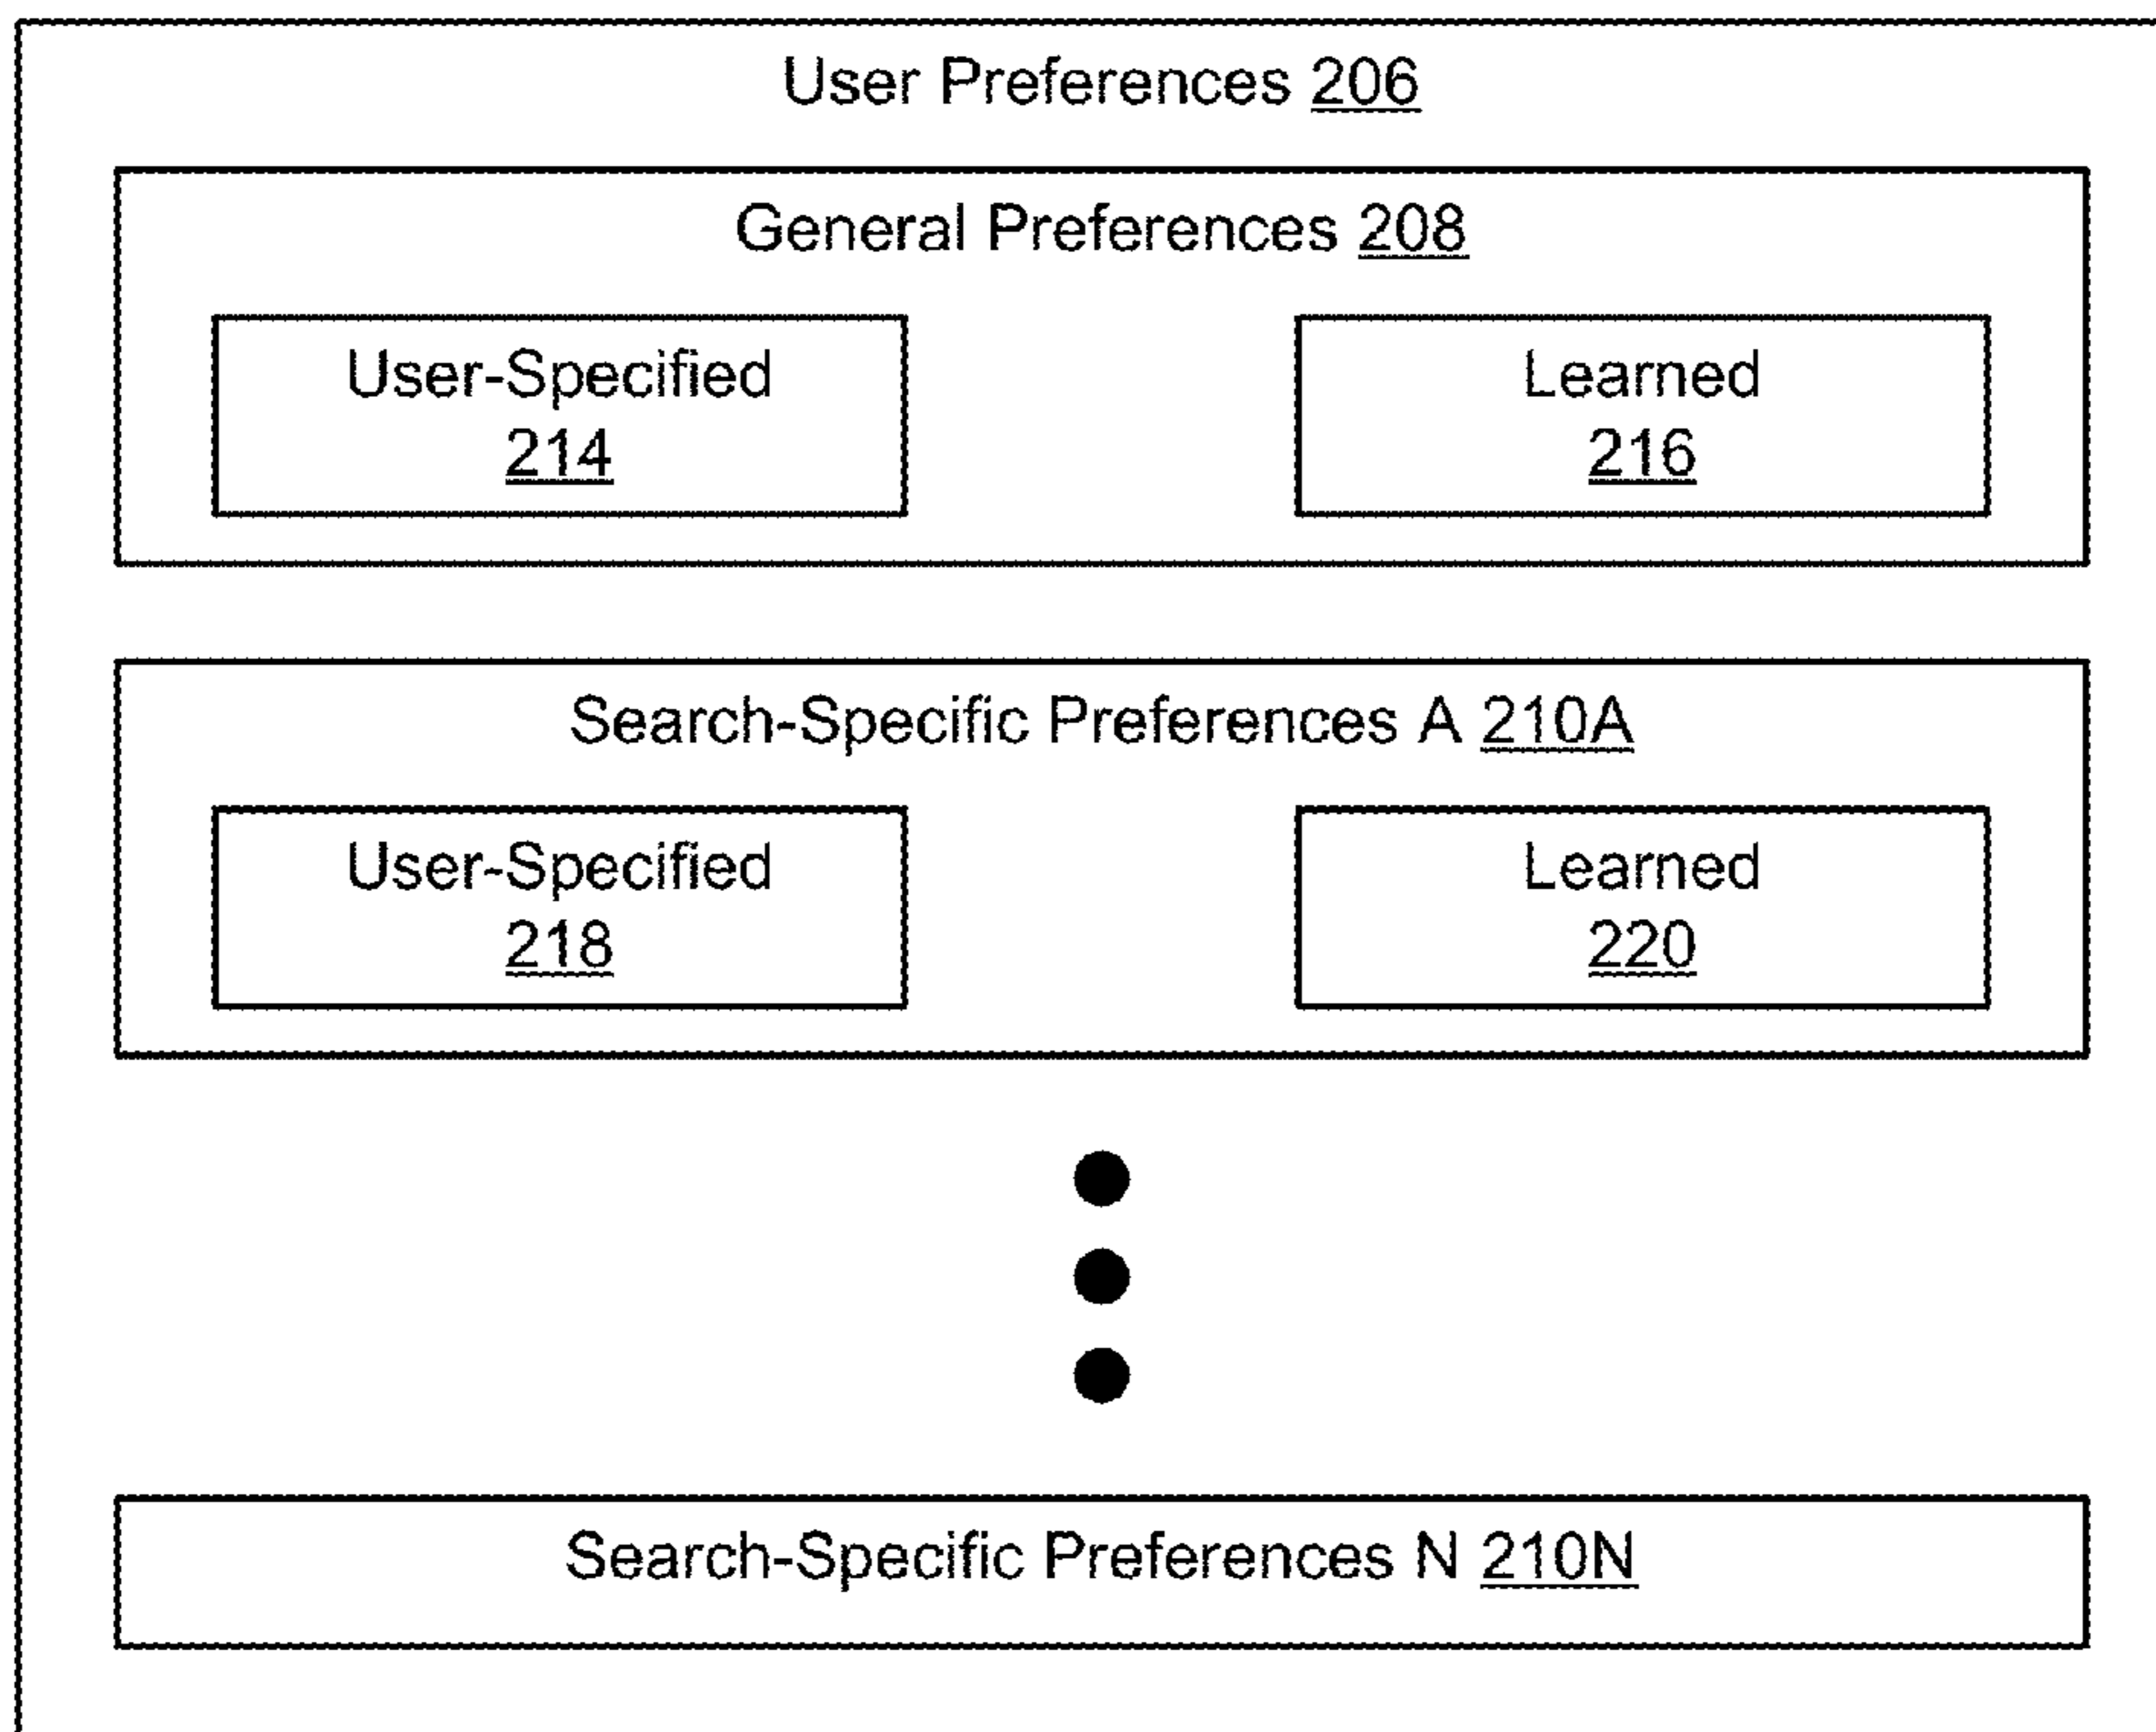 User Preferences 206
General Preferences 208
User-Specified
214
Learned
216
Search-Specific Preferences A 210A
User-Specified
218
Learned
220
Search-Specific Preferences N 210N